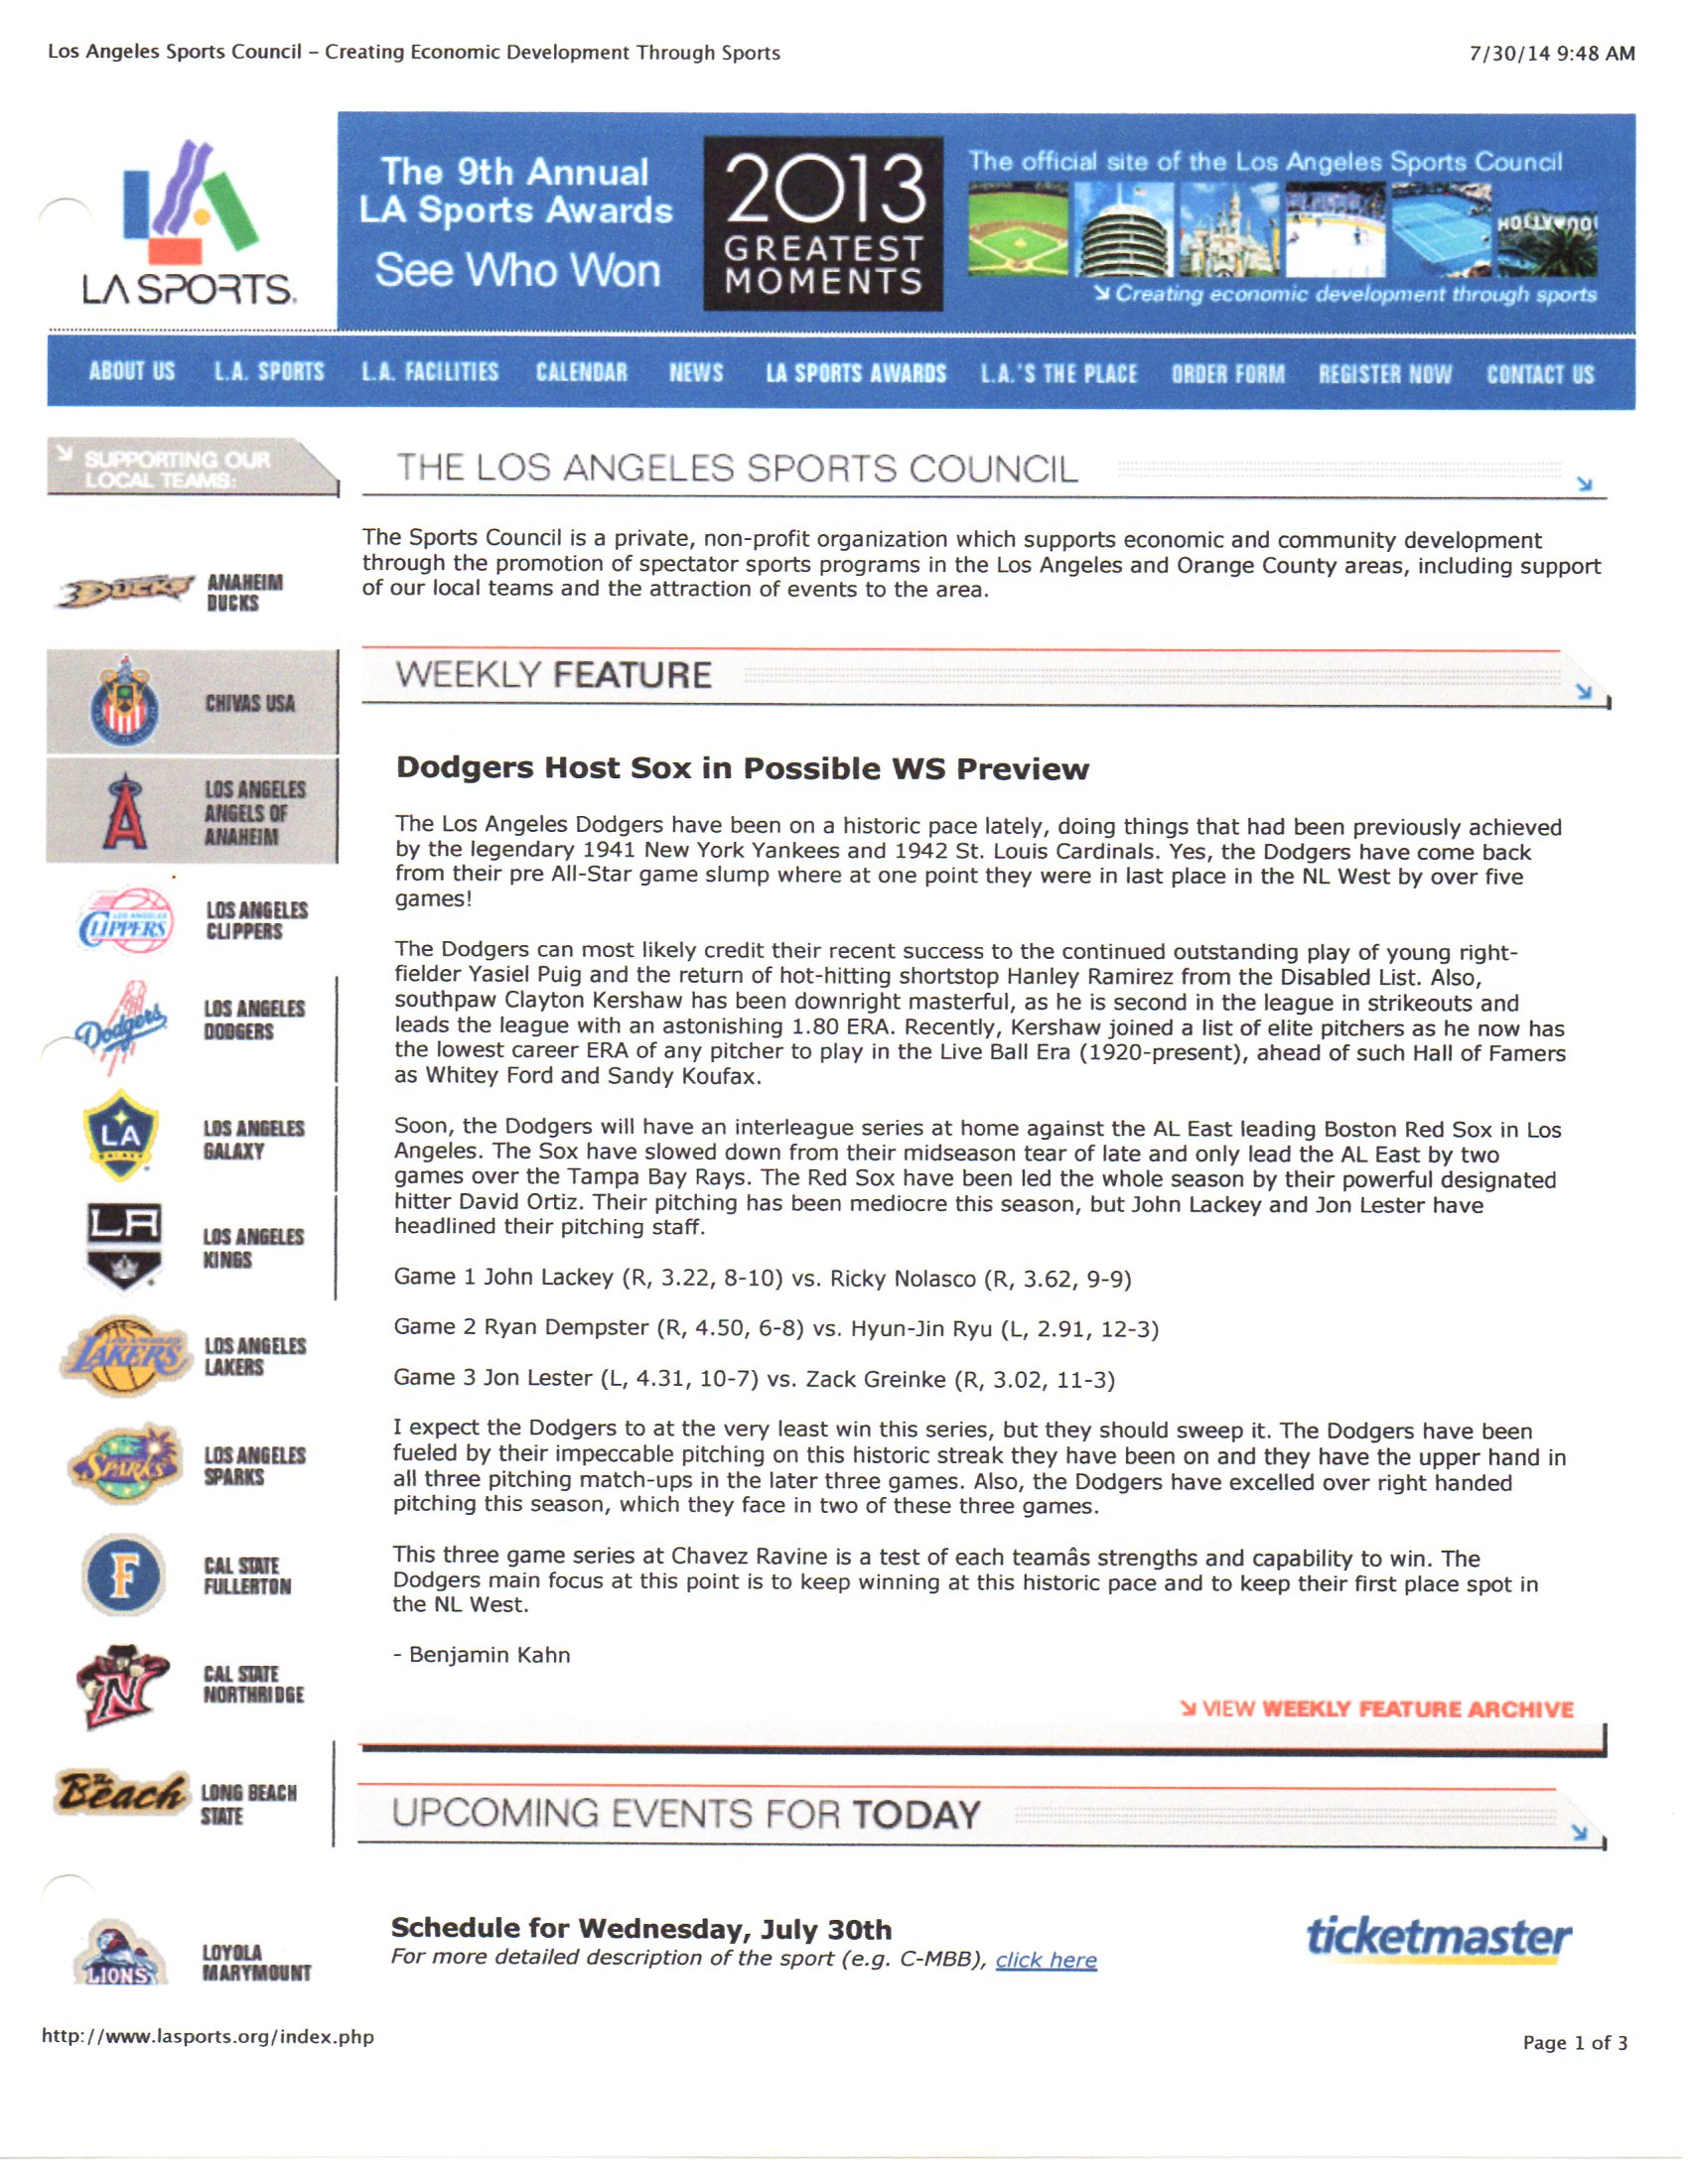 Los Angeles Sports Council – Creating Economic Development Through Sports
7/30/14 9:48 AM
LA SPORTS.
The 9th Annual
LA Sports Awards
See Who Won
2013
GREATEST
MOMENTS
The official site of the Los Angeles Sports Council
HOLLYWOO
Creating economic development through sports
ABOUT US L.A. SPORTS L.A. FACILITIES CALENDAR NEWS LA SPORTS AWARDS L.A.'S THE PLACE ORDER FORM REGISTER NOW CONTACT US
SUPPORTING OUR
LOCAL TEAMS:
DUCKS
ANAHEIM
DUCKS
CHIVAS USA
A
LOS ANGELES
ANGELS OF
ANAHEIM
LOS ANGELES
CLIPPERS
LOS ANGELES
CLIPPERS
Dodgers
LOS ANGELES
DODGERS
LA
GALAXY
LOS ANGELES
GALAXY
LA
LOS ANGELES
KINGS
LOS ANGELES
LAKERS
LOS ANGELES
LAKERS
SPARKS
LOS ANGELES
SPARKS
F
CAL STATE
FULLERTON
N
CAL STATE
NORTHRIDGE
The Beach
LONG BEACH
STATE
LIONS
LOYOLA
MARYMOUNT
THE LOS ANGELES SPORTS COUNCIL
The Sports Council is a private, non-profit organization which supports economic and community development
through the promotion of spectator sports programs in the Los Angeles and Orange County areas, including support
of our local teams and the attraction of events to the area.
WEEKLY FEATURE
Dodgers Host Sox in Possible WS Preview
The Los Angeles Dodgers have been on a historic pace lately, doing things that had been previously achieved
by the legendary 1941 New York Yankees and 1942 St. Louis Cardinals. Yes, the Dodgers have come back
from their pre All-Star game slump where at one point they were in last place in the NL West by over five
games!
The Dodgers can most likely credit their recent success to the continued outstanding play of young right-
fielder Yasiel Puig and the return of hot-hitting shortstop Hanley Ramirez from the Disabled List. Also,
southpaw Clayton Kershaw has been downright masterful, as he is second in the league in strikeouts and
leads the league with an astonishing 1.80 ERA. Recently, Kershaw joined a list of elite pitchers as he now has
the lowest career ERA of any pitcher to play in the Live Ball Era (1920-present), ahead of such Hall of Famers
as Whitey Ford and Sandy Koufax.
Soon, the Dodgers will have an interleague series at home against the AL East leading Boston Red Sox in Los
Angeles. The Sox have slowed down from their midseason tear of late and only lead the AL East by two
games over the Tampa Bay Rays. The Red Sox have been led the whole season by their powerful designated
hitter David Ortiz. Their pitching has been mediocre this season, but John Lackey and Jon Lester have
headlined their pitching staff.
Game 1 John Lackey (R, 3.22, 8-10) vs. Ricky Nolasco (R, 3.62, 9-9)
Game 2 Ryan Dempster (R, 4.50, 6-8) vs. Hyun-Jin Ryu (L, 2.91, 12-3)
Game 3 Jon Lester (L, 4.31, 10-7) vs. Zack Greinke (R, 3.02, 11-3)
I expect the Dodgers to at the very least win this series, but they should sweep it. The Dodgers have been
fueled by their impeccable pitching on this historic streak they have been on and they have the upper hand in
all three pitching match-ups in the later three games. Also, the Dodgers have excelled over right handed
pitching this season, which they face in two of these three games.
This three game series at Chavez Ravine is a test of each teamâs strengths and capability to win. The
Dodgers main focus at this point is to keep winning at this historic pace and to keep their first place spot in
the NL West.
- Benjamin Kahn
VIEW WEEKLY FEATURE ARCHIVE
UPCOMING EVENTS FOR TODAY
Schedule for Wednesday, July 30th
For more detailed description of the sport (e.g. C-MBB), click here
ticketmaster
http://www.lasports.org/index.php
Page 1 of 3